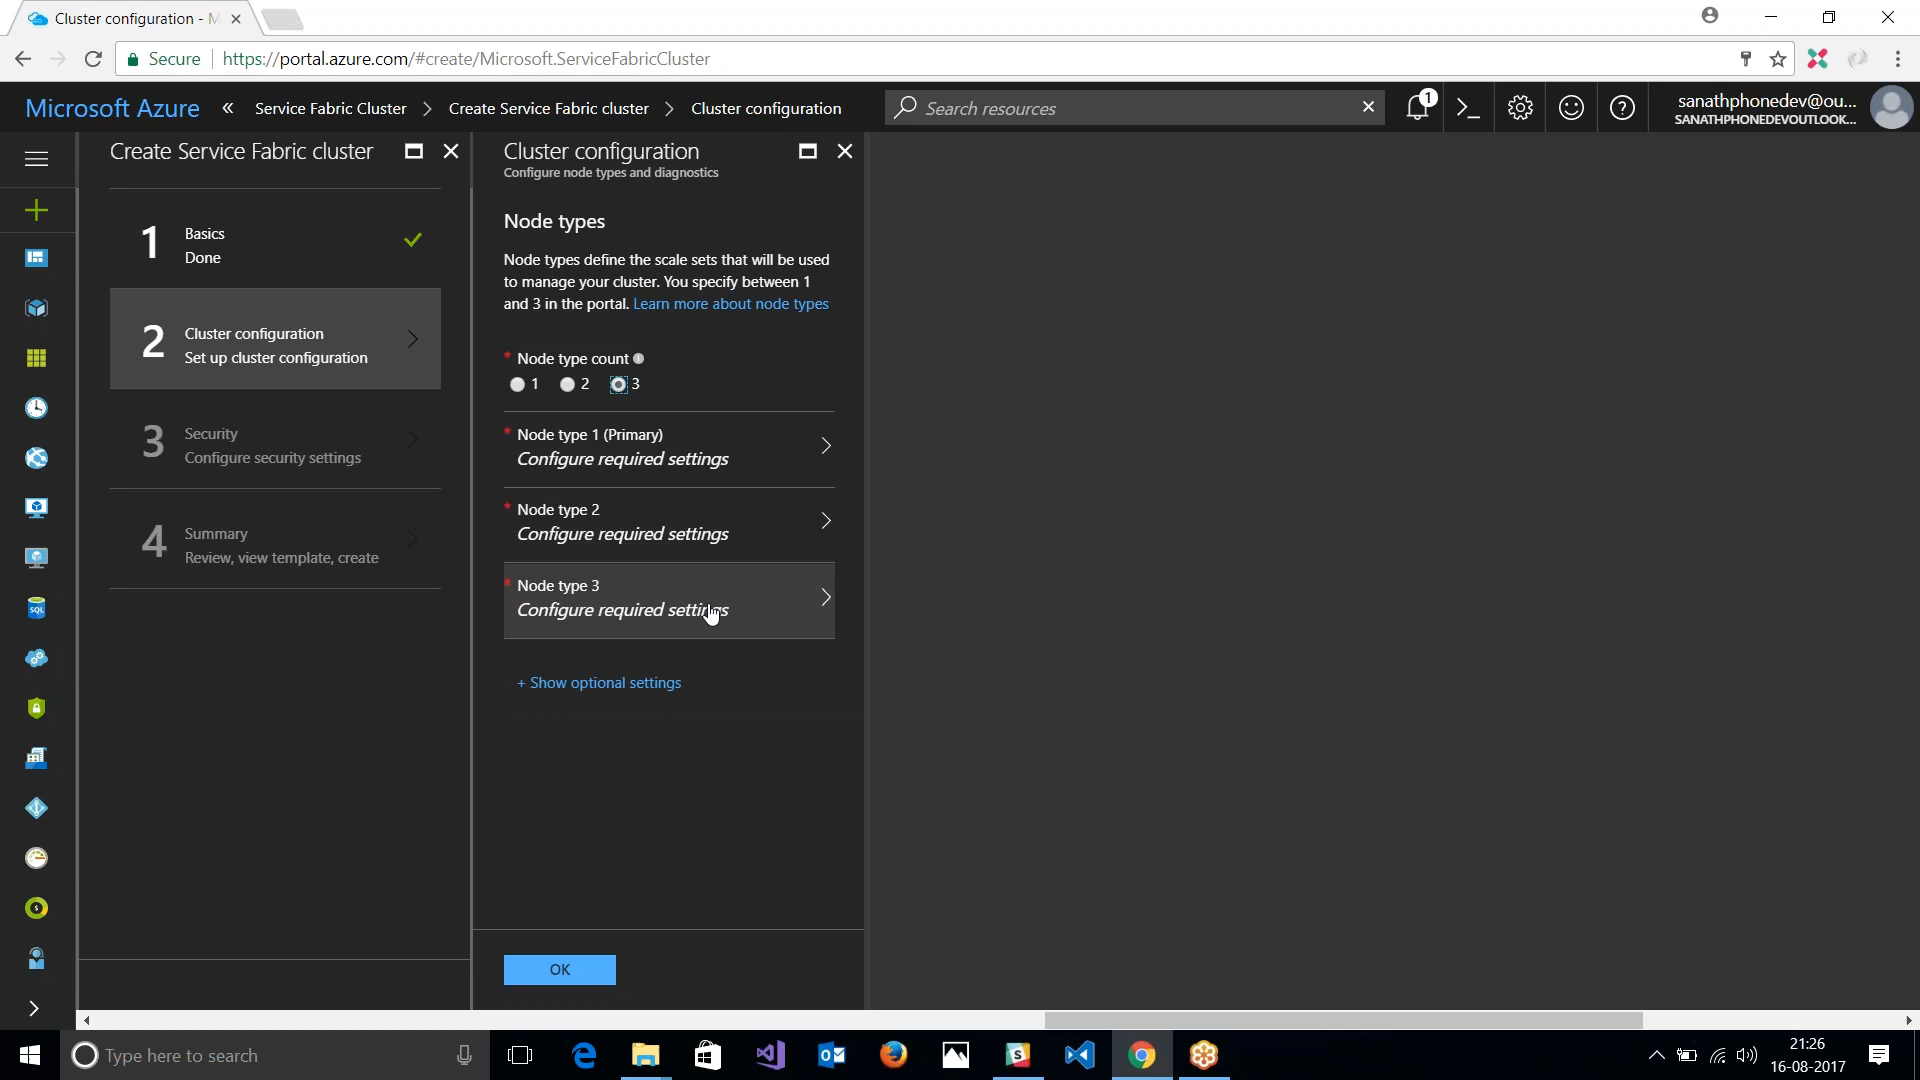 Cluster configuration - M
Secure
https://portal.azure.com/#create/Microsoft.ServiceFabricCluster
Microsoft Azure
Service Fabric Cluster
Create Service Fabric cluster
Cluster configuration
Search resources
1
sanathphonedev@ou...
SANATHPHONEDEVOUTLOOK...
Create Service Fabric cluster
1
Basics
Done
2
Cluster configuration
Set up cluster configuration
3
Security
Configure security settings
4
Summary
Review, view template, create
Cluster configuration
Configure node types and diagnostics
Node types
Node types define the scale sets that will be used
to manage your cluster. You specify between 1
and 3 in the portal. Learn more about node types
* Node type count
1 2 3
* Node type 1 (Primary)
Configure required settings
* Node type 2
Configure required settings
* Node type 3
Configure required settings
+ Show optional settings
OK
SQL
Type here to search
21:26
16-08-2017